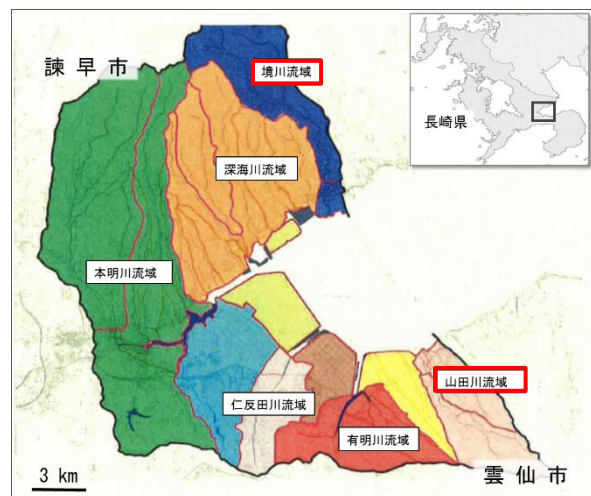 諫早市
境川流域
長崎県
深海川流域
本明川流域
山田川流域
仁反田川流域
有明川流域
3 km
雲仙市